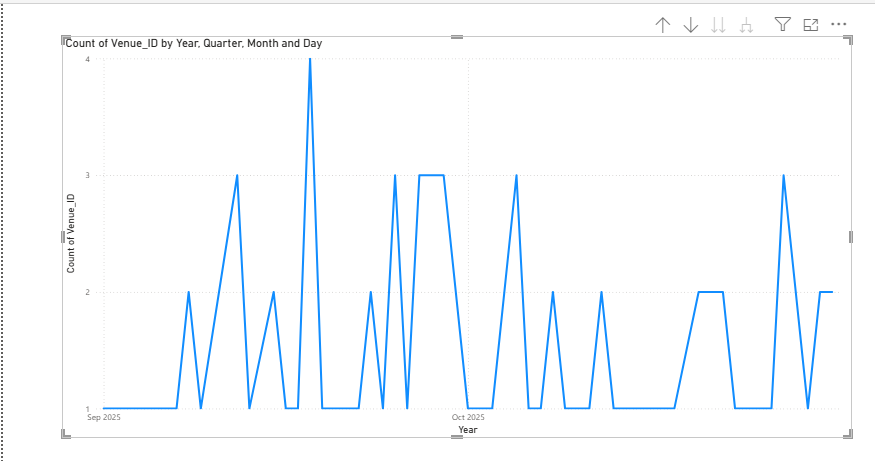 Count of Venue_ID by Year, Quarter, Month and Day
4
3
2
1
Count of Venue_ID
Sep 2025
Oct 2025
Year